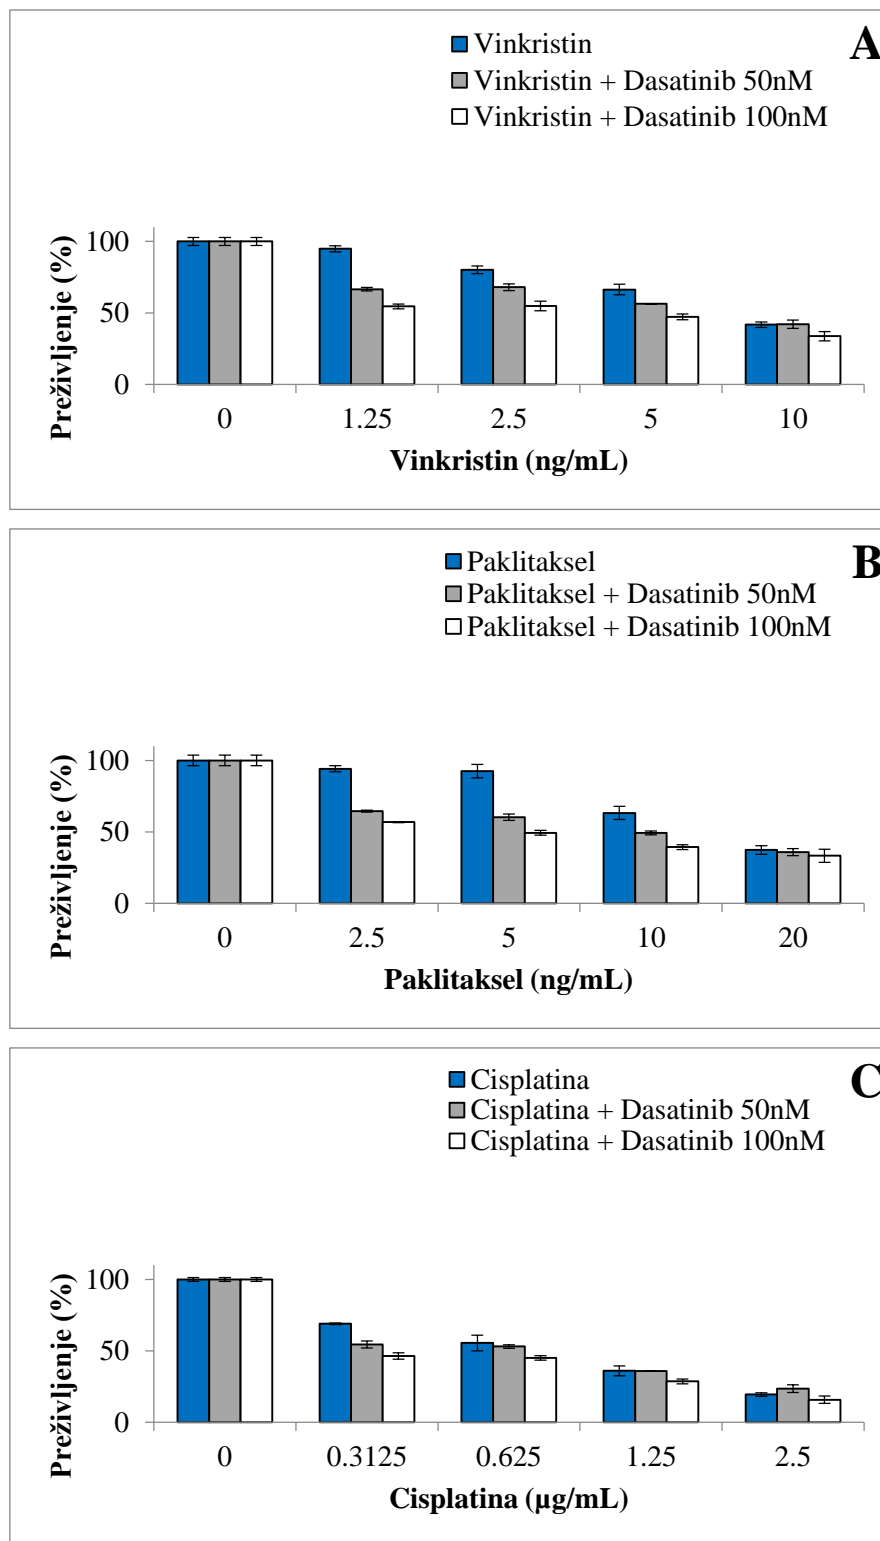 A
Vinkristin
Vinkristin + Dasatinib 50nM
Vinkristin + Dasatinib 100nM
Preživljenje (%)
100
50
0
0 1.25 2.5 5 10
Vinkristin (ng/mL)
B
Paklitaksel
Paklitaksel + Dasatinib 50nM
Paklitaksel + Dasatinib 100nM
Preživljenje (%)
100
50
0
0 2.5 5 10 20
Paklitaksel (ng/mL)
C
Cisplatina
Cisplatina + Dasatinib 50nM
Cisplatina + Dasatinib 100nM
Preživljenje (%)
100
50
0
0 0.3125 0.625 1.25 2.5
Cisplatina (µg/mL)